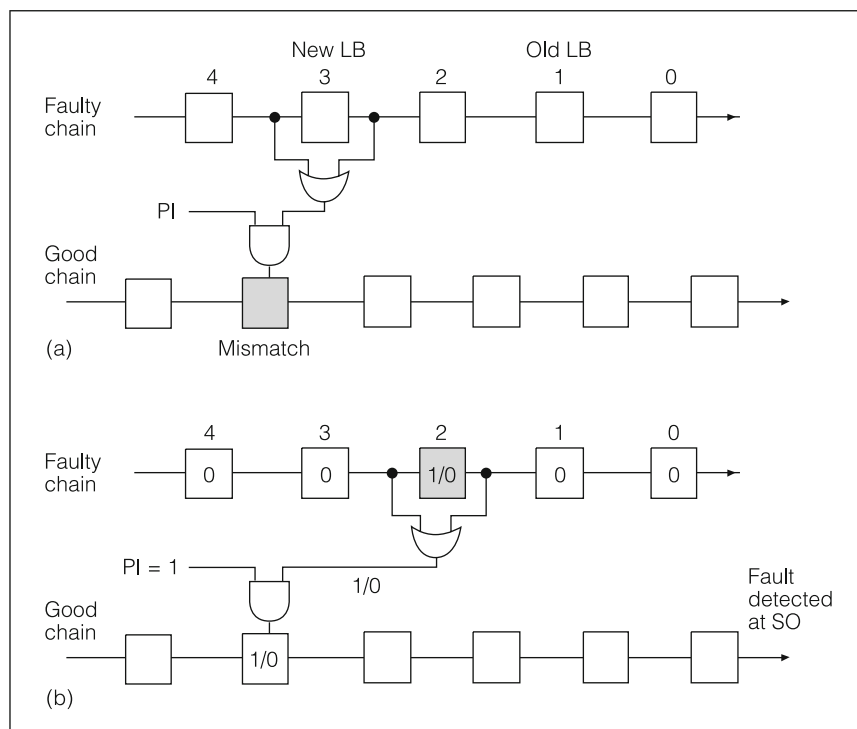 New LB Old LB
4 3 2 1 0
Faulty
chain
PI
Good
chain
Mismatch
(a)
4 3 2 1 0
Faulty
chain
0 0 1/0 0 0
PI = 1
1/0
Good
chain
Fault
detected
at SO
1/0
(b)